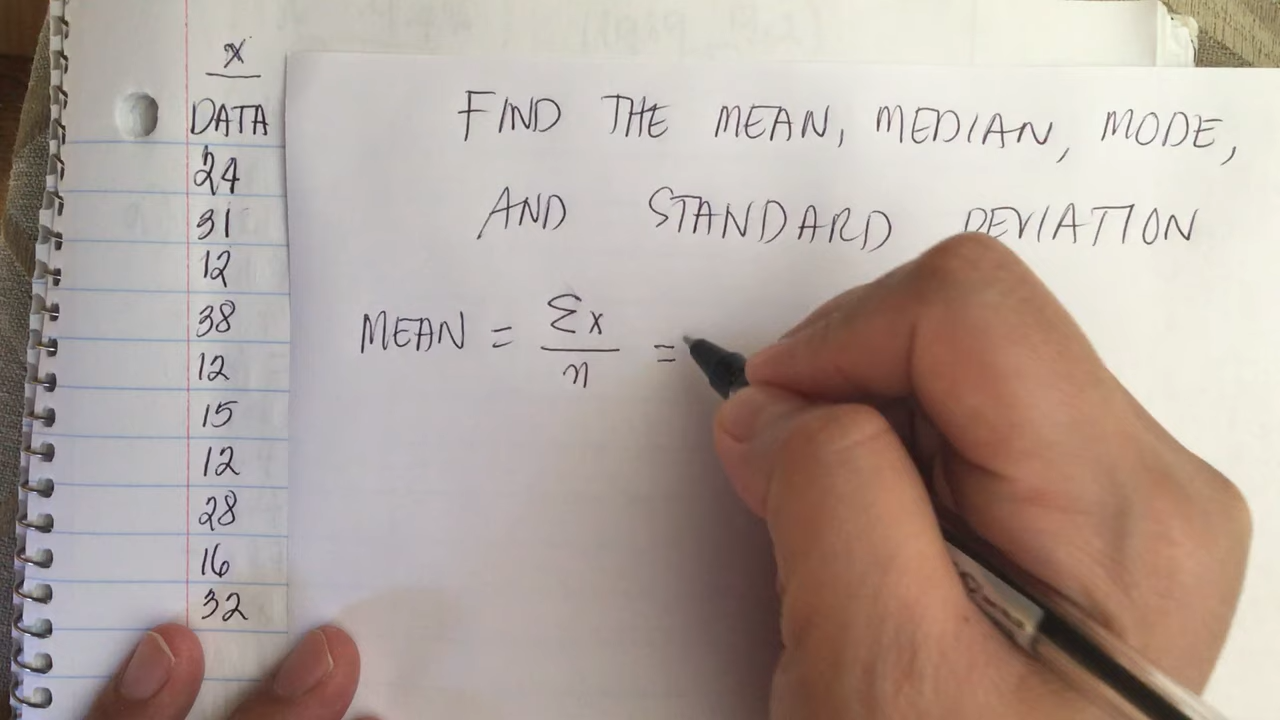 x
DATA
24
31
12
38
12
15
12
28
16
32
FIND THE MEAN, MEDIAN, MODE,
AND STANDARD DEVIATION
MEAN = Σx / n =